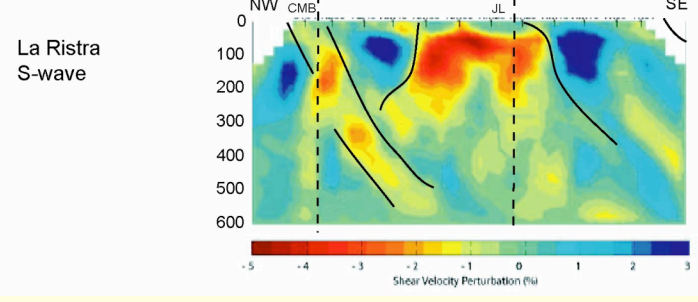 NW CMB JL SE
La Ristra
S-wave
0
100
200
300
400
500
600
-5 -4 -3 -2 -1 0 1 2 3
Shear Velocity Perturbation (%)